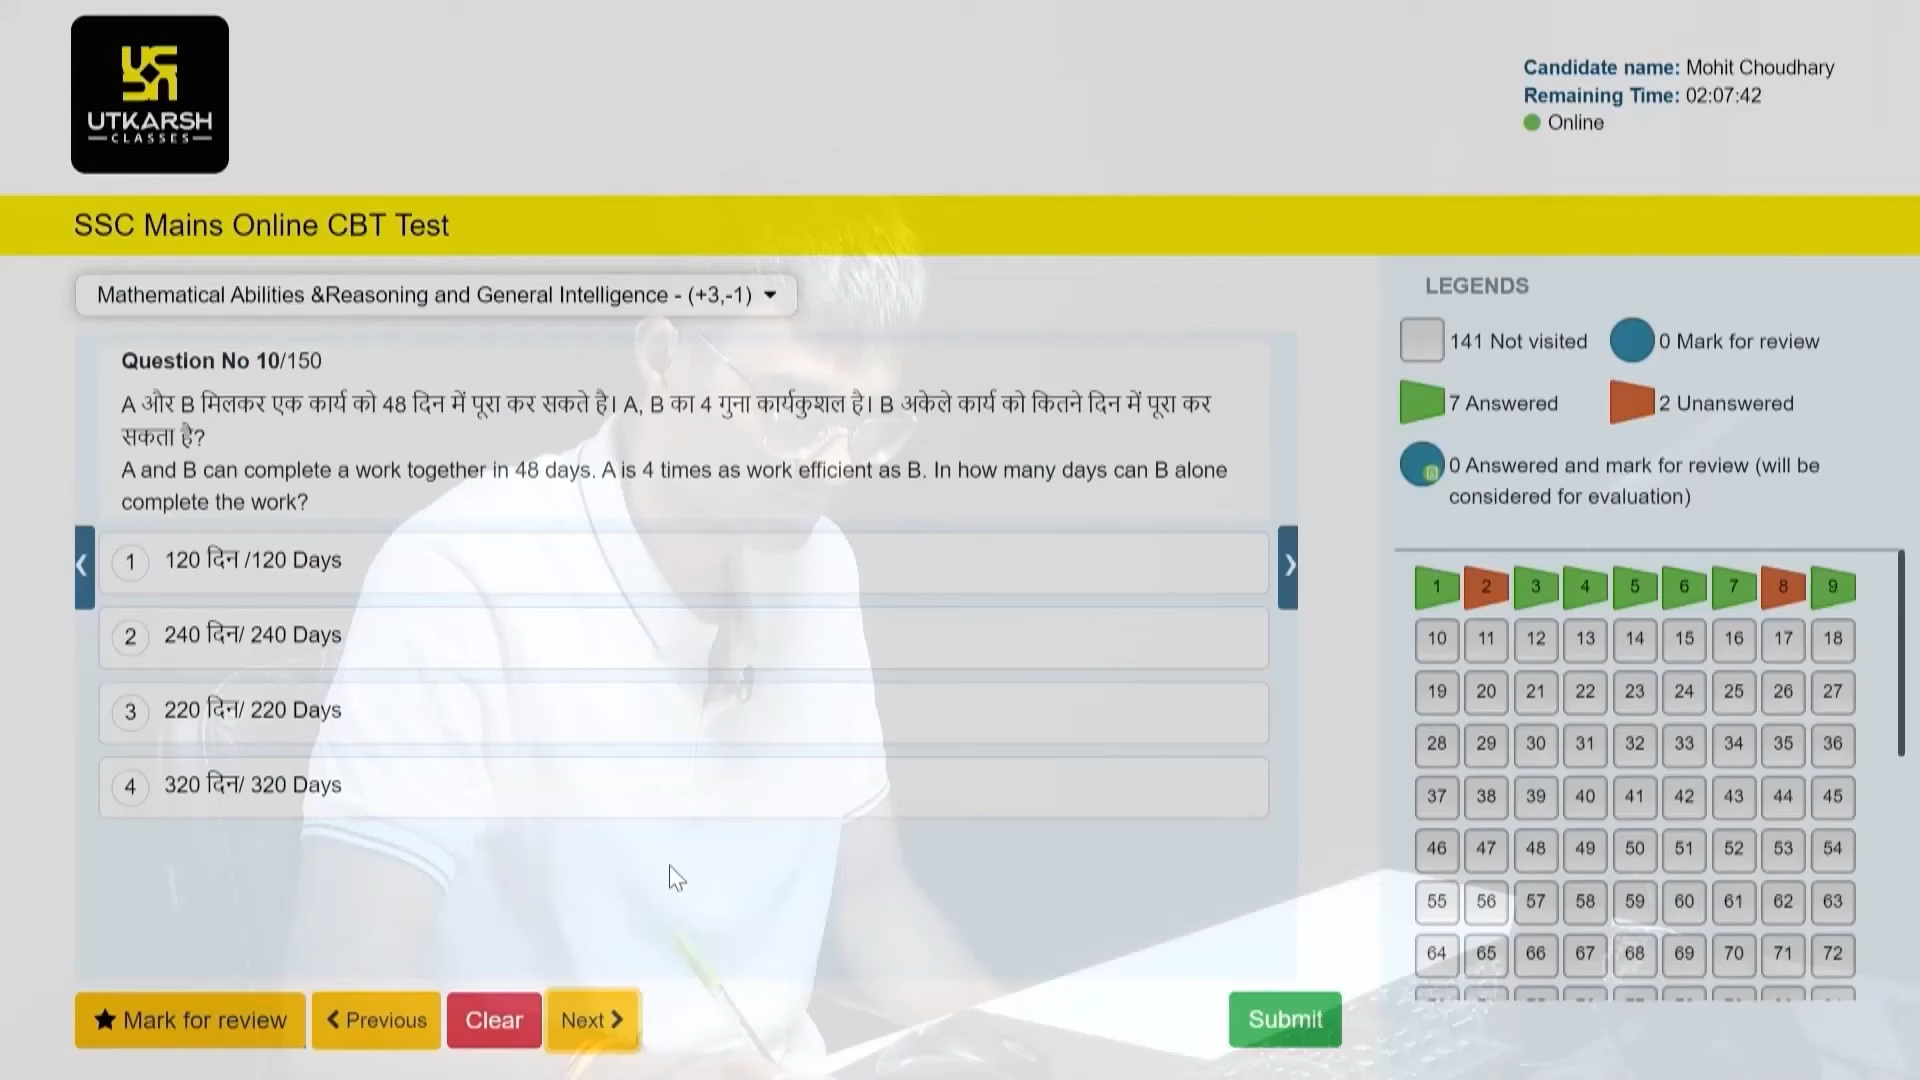 UTKARSH
CLASSES
Candidate name: Mohit Choudhary
Remaining Time: 02:07:42
Online
SSC Mains Online CBT Test
Mathematical Abilities &Reasoning and General Intelligence - (+3,-1)
Question No 10/150
A और B मिलकर एक कार्य को 48 दिन में पूरा कर सकते है। A, B का 4 गुना कार्यकुशल है। B अकेले कार्य को कितने दिन में पूरा कर
सकता है?
A and B can complete a work together in 48 days. A is 4 times as work efficient as B. In how many days can B alone
complete the work?
1 120 दिन /120 Days
2 240 दिन/ 240 Days
3 220 दिन/ 220 Days
4 320 दिन/ 320 Days
Mark for review Previous Clear Next Submit
LEGENDS
141 Not visited 0 Mark for review
7 Answered 2 Unanswered
0 Answered and mark for review (will be
considered for evaluation)
1 2 3 4 5 6 7 8 9
10 11 12 13 14 15 16 17 18
19 20 21 22 23 24 25 26 27
28 29 30 31 32 33 34 35 36
37 38 39 40 41 42 43 44 45
46 47 48 49 50 51 52 53 54
55 56 57 58 59 60 61 62 63
64 65 66 67 68 69 70 71 72